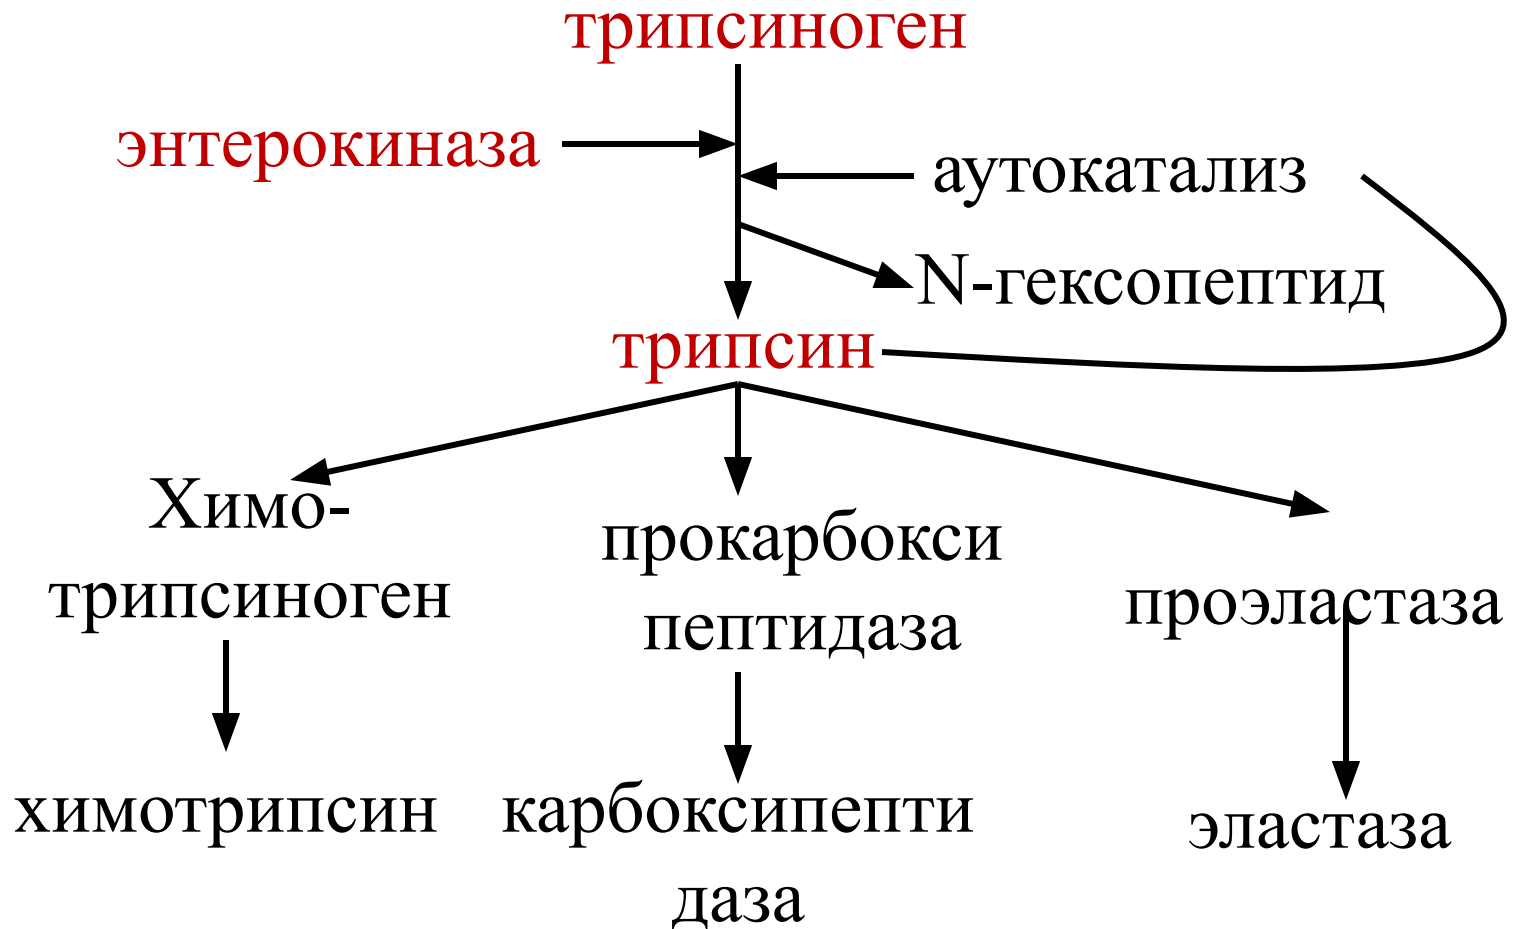 трипсиноген
энтерокиназа
аутокатализ
N-гексопептид
трипсин
Химо-
трипсиноген
прокарбокси
пептидаза
проэластаза
химотрипсин
карбоксипепти
даза
эластаза